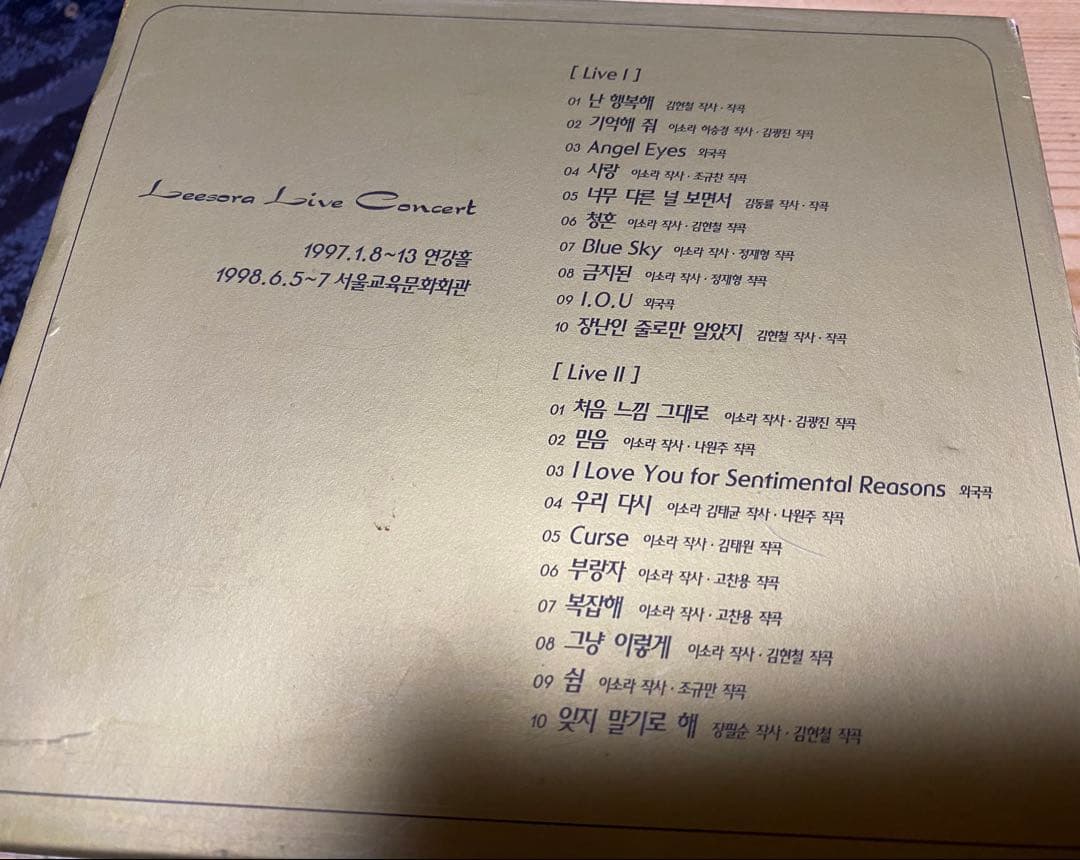 Leesora Live Concert
1997.1.8~13 연강홀
1998.6.5~7 서울교육문화회관
[ Live I ]
01 난 행복해 김현철 작사·작곡
02 기억해 줘 이소라 하승경 작사·김광진 작곡
03 Angel Eyes 외국곡
04 사랑 이소라 작사·조규찬 작곡
05 너무 다른 널 보면서 김동률 작사·작곡
06 청혼 이소라 작사·김현철 작곡
07 Blue Sky 이소라 작사·정재형 작곡
08 금지된 이소라 작사·정재형 작곡
09 I.O.U 외국곡
10 장난인 줄로만 알았지 김현철 작사·작곡
[ Live II ]
01 처음 느낌 그대로 이소라 작사·김광진 작곡
02 믿음 이소라 작사·나원주 작곡
03 I Love You for Sentimental Reasons 외국곡
04 우리 다시 이소라 김태균 작사·나원주 작곡
05 Curse 이소라 작사·김태원 작곡
06 부랑자 이소라 작사·고찬용 작곡
07 복잡해 이소라 작사·고찬용 작곡
08 그냥 이렇게 이소라 작사·김현철 작곡
09 쉼 이소라 작사·조규만 작곡
10 잊지 말기로 해 장필순 작사·김현철 작곡